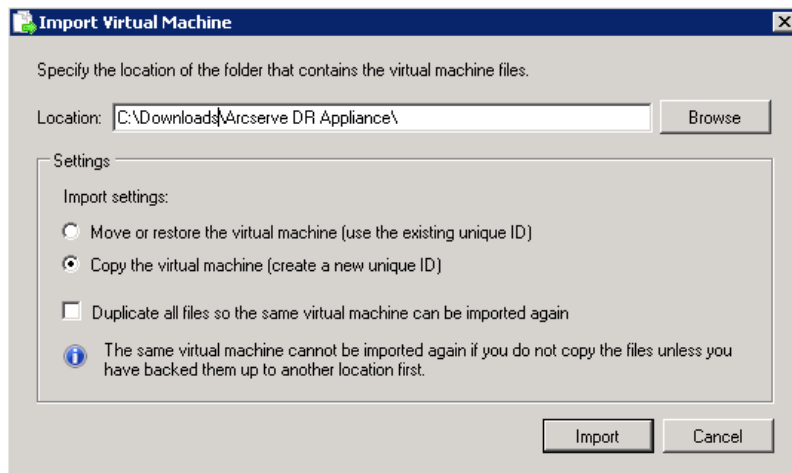 Import Virtual Machine
Specify the location of the folder that contains the virtual machine files.
Location: C:\Downloads\Arcserve DR Appliance\ Browse
Settings
Import settings:
Move or restore the virtual machine (use the existing unique ID)
Copy the virtual machine (create a new unique ID)
Duplicate all files so the same virtual machine can be imported again
The same virtual machine cannot be imported again if you do not copy the files unless you
have backed them up to another location first.
Import Cancel